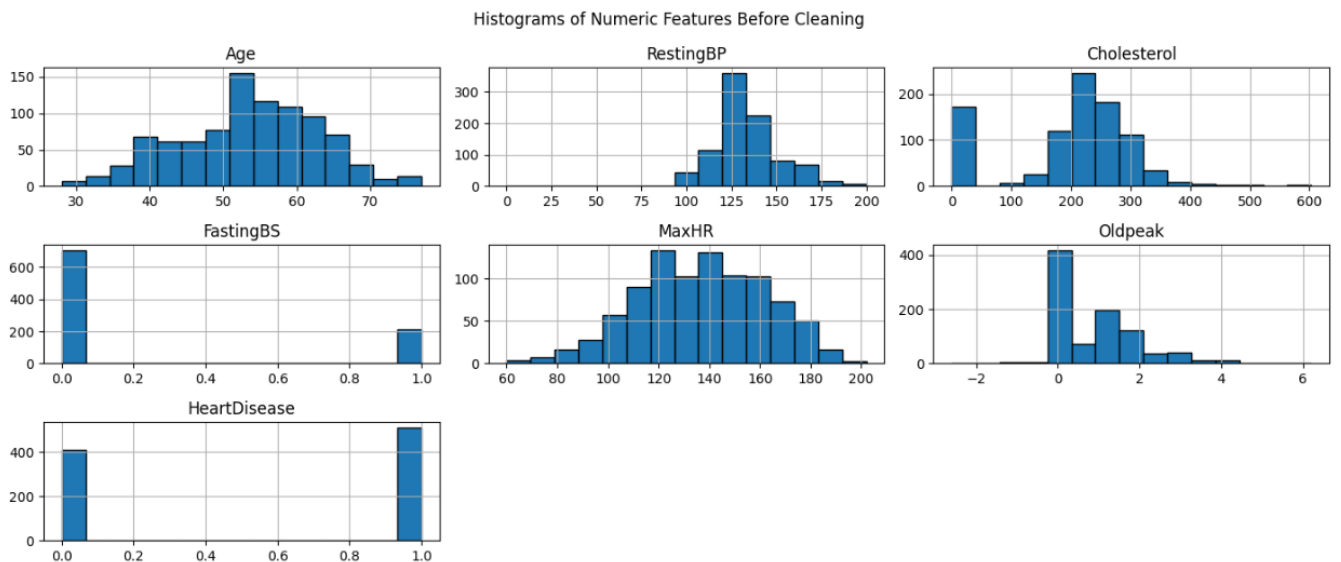 Histograms of Numeric Features Before Cleaning
Age
RestingBP
Cholesterol
150
100
50
0
30 40 50 60 70
300
200
100
0
0 25 50 75 100 125 150 175 200
200
100
0
0 100 200 300 400 500 600
FastingBS
MaxHR
Oldpeak
600
400
200
0
0.0 0.2 0.4 0.6 0.8 1.0
100
50
0
60 80 100 120 140 160 180 200
400
200
0
−2 0 2 4 6
HeartDisease
400
200
0
0.0 0.2 0.4 0.6 0.8 1.0